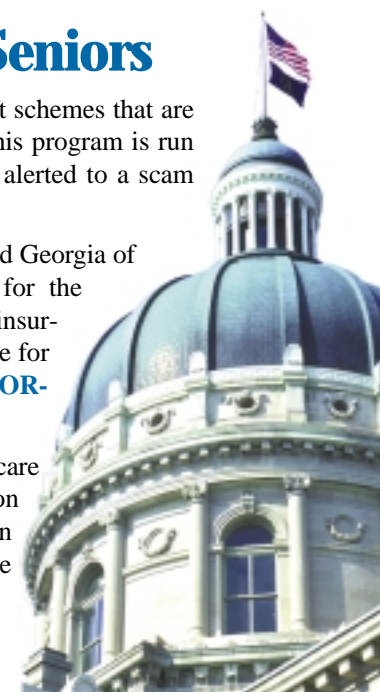 Seniors
t schemes that are
his program is run
alerted to a scam
d Georgia of
for the
insur-
e for
OR-
care
on
n
e